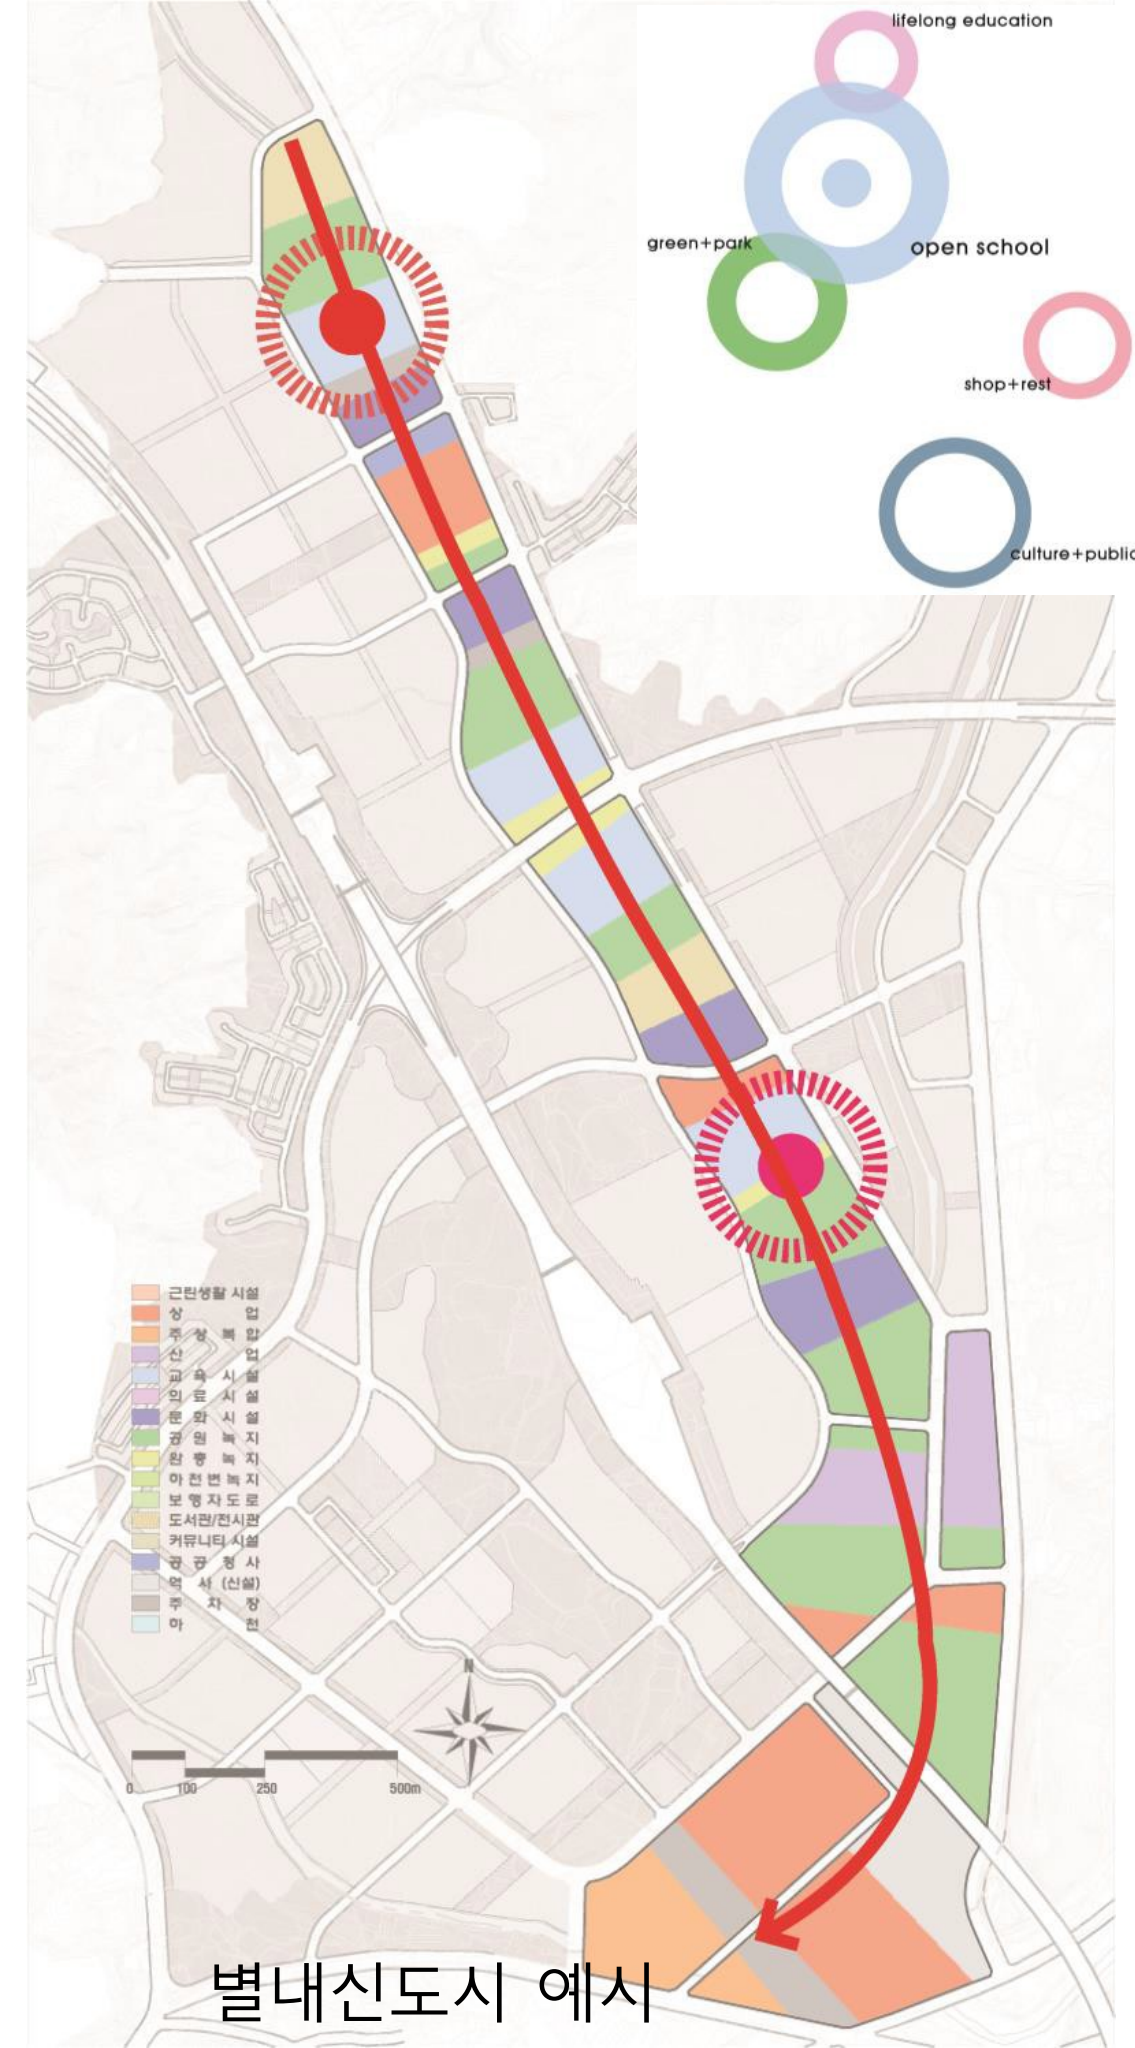 lifelong education
green+park
open school
shop+rest
culture+public
근린생활 시설
상 업
주 상 복 합
산 업
교 육 시 설
의 료 시 설
문 화 시 설
공 원 녹 지
완 충 녹 지
하 천 변 녹 지
보 행 자 도 로
도서관/전시관
커뮤니티 시설
공 공 청 사
역 사 (신설)
주 차 장
하 천
N
0 100 250 500m
별내신도시 예시